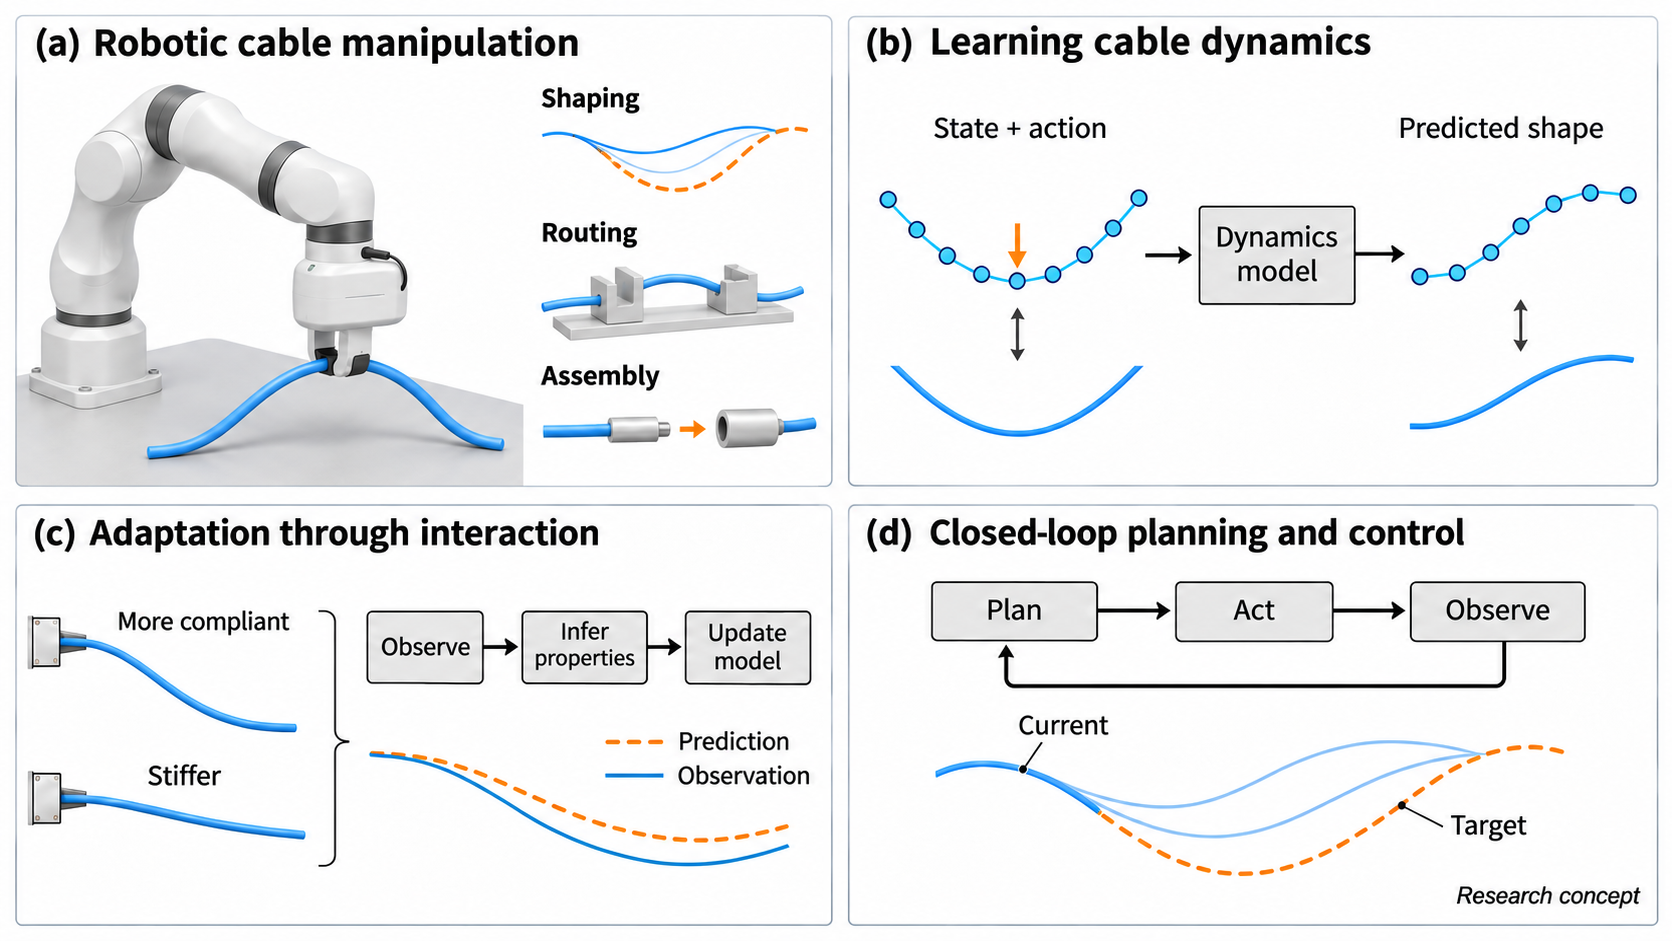 (a) Robotic cable manipulation
Shaping
Routing
Assembly
(b) Learning cable dynamics
State + action
Predicted shape
Dynamics
model
(c) Adaptation through interaction
More compliant
Stiffer
Observe
Infer
properties
Update
model
Prediction
Observation
(d) Closed-loop planning and control
Plan
Act
Observe
Current
Target
Research concept